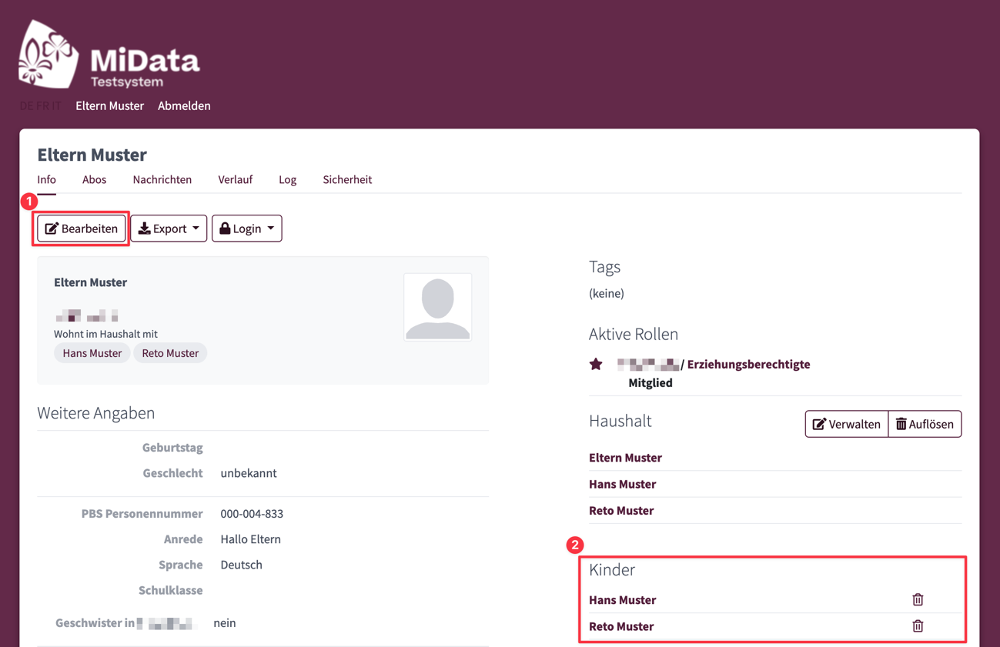 MiData
Testsystem
DE FR IT Eltern Muster Abmelden
Eltern Muster
Info Abos Nachrichten Verlauf Log Sicherheit
1
Bearbeiten Export Login
Eltern Muster
Wohnt im Haushalt mit
Hans Muster Reto Muster
Weitere Angaben
Geburtstag
Geschlecht unbekannt
PBS Personennummer 000-004-833
Anrede Hallo Eltern
Sprache Deutsch
Schulklasse
Geschwister in nein
Tags
(keine)
Aktive Rollen
/ Erziehungsberechtigte
Mitglied
Haushalt Verwalten Auflösen
Eltern Muster
Hans Muster
Reto Muster
2
Kinder
Hans Muster
Reto Muster